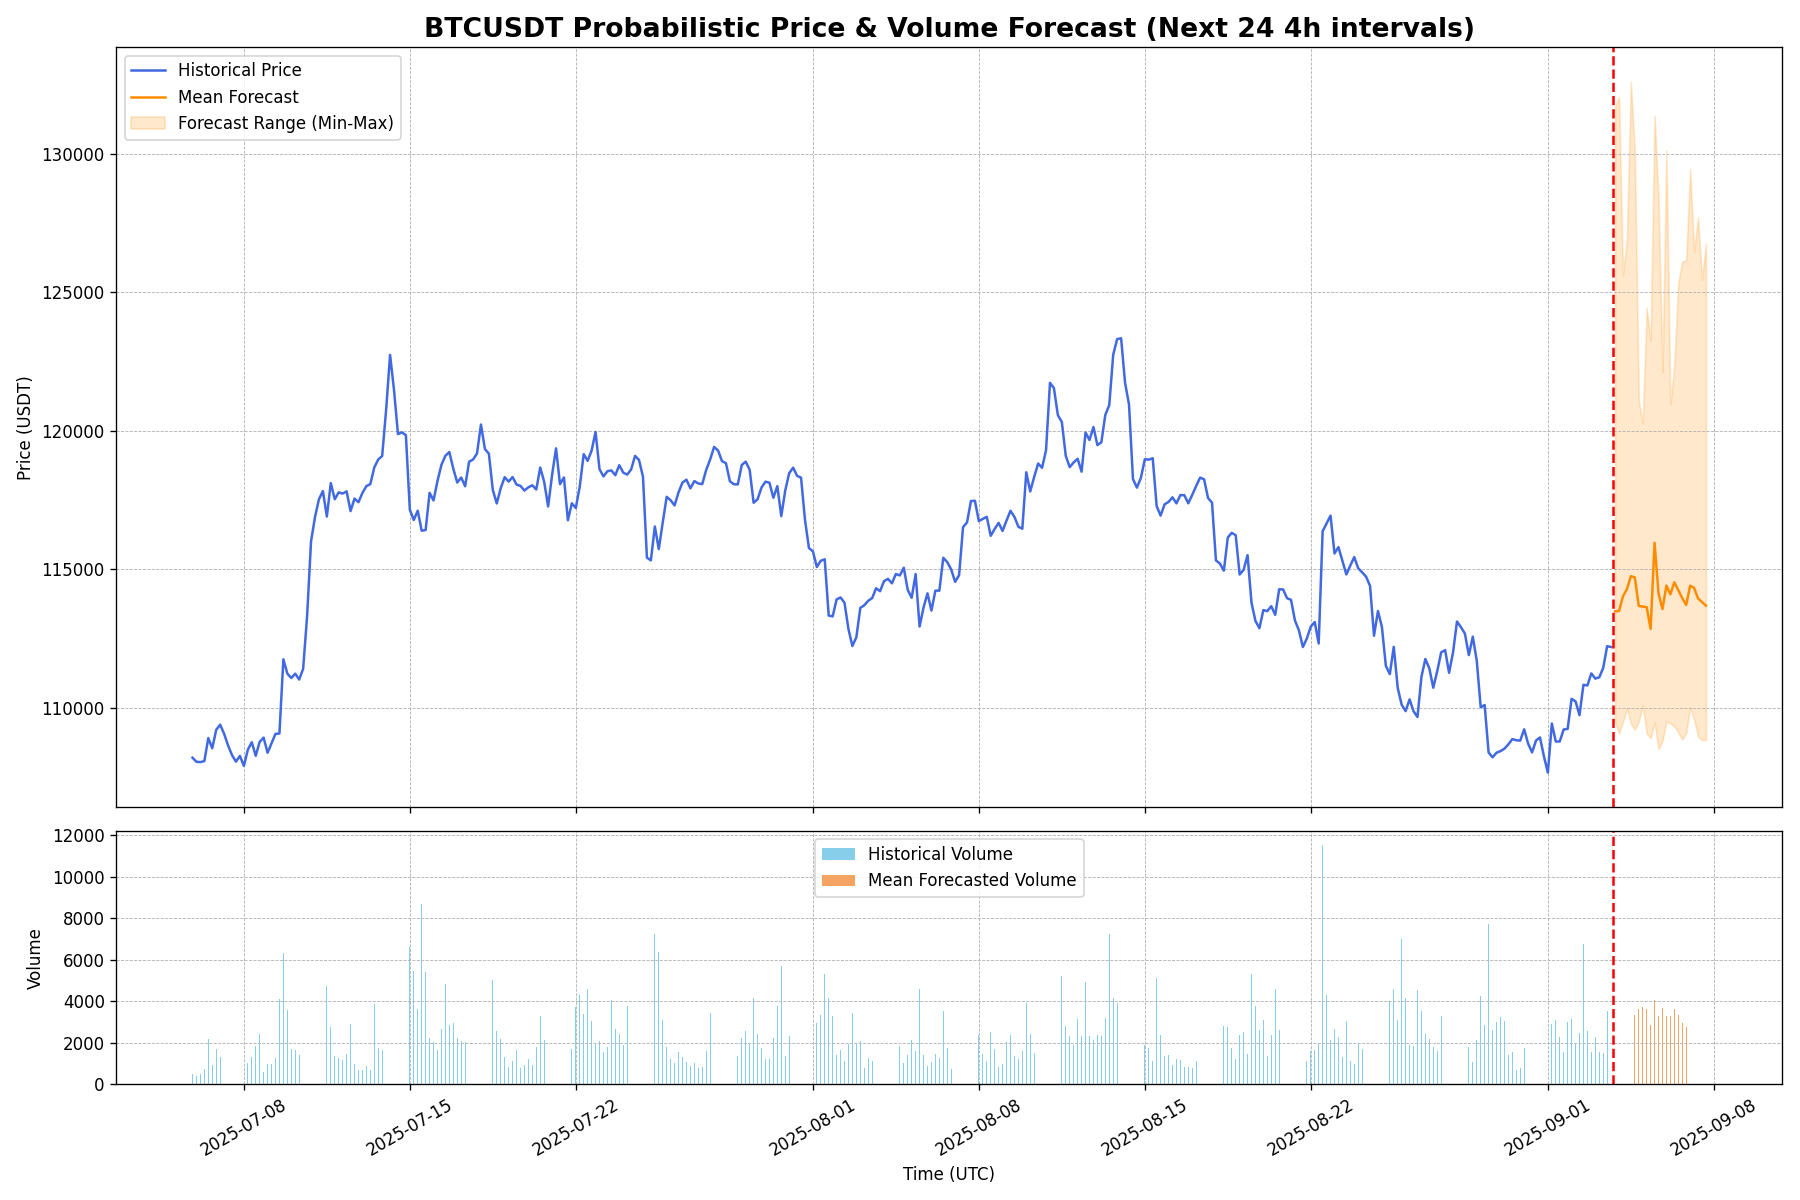 BTCUSDT Probabilistic Price & Volume Forecast (Next 24 4h intervals)
Historical Price
Mean Forecast
Forecast Range (Min-Max)
Price (USDT)
130000
125000
120000
115000
110000
Historical Volume
Mean Forecasted Volume
Volume
12000
10000
8000
6000
4000
2000
0
2025-07-08
2025-07-15
2025-07-22
2025-08-01
2025-08-08
2025-08-15
2025-08-22
2025-09-01
2025-09-08
Time (UTC)